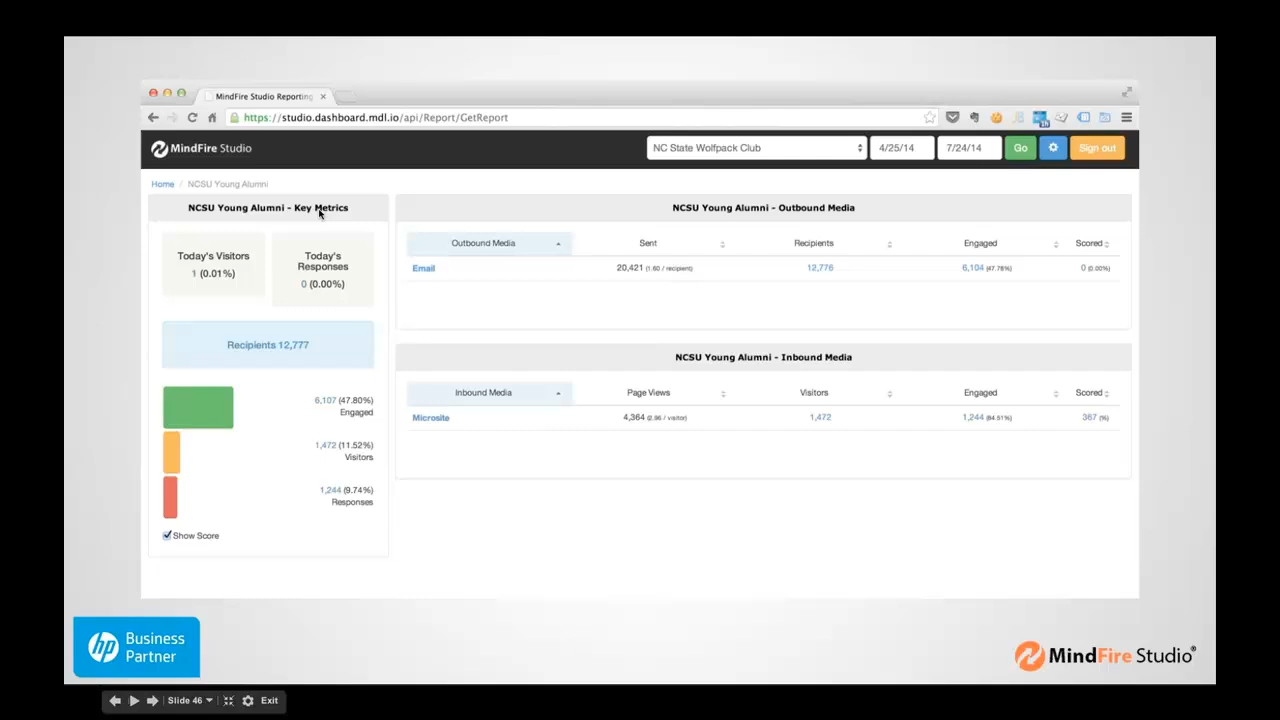 MindFire Studio Reporting
https://studio.dashboard.mdl.io/api/Report/GetReport
MindFire Studio
NC State Wolfpack Club
4/25/14
7/24/14
Go
Sign out
Home / NCSU Young Alumni
NCSU Young Alumni - Key Metrics
Today's Visitors
1 (0.01%)
Today's
Responses
0 (0.00%)
Recipients 12,777
6,107 (47.80%)
Engaged
1,472 (11.52%)
Visitors
1,244 (9.74%)
Responses
Show Score
NCSU Young Alumni - Outbound Media
Outbound Media Sent Recipients Engaged Scored
Email 20,421 (1.60 / recipient) 12,776 6,104 (47.78%) 0 (0.00%)
NCSU Young Alumni - Inbound Media
Inbound Media Page Views Visitors Engaged Scored
Microsite 4,364 (2.96 / visitor) 1,472 1,244 (84.51%) 367 (%)
hp Business
Partner
MindFire Studio®
Slide 46
Exit